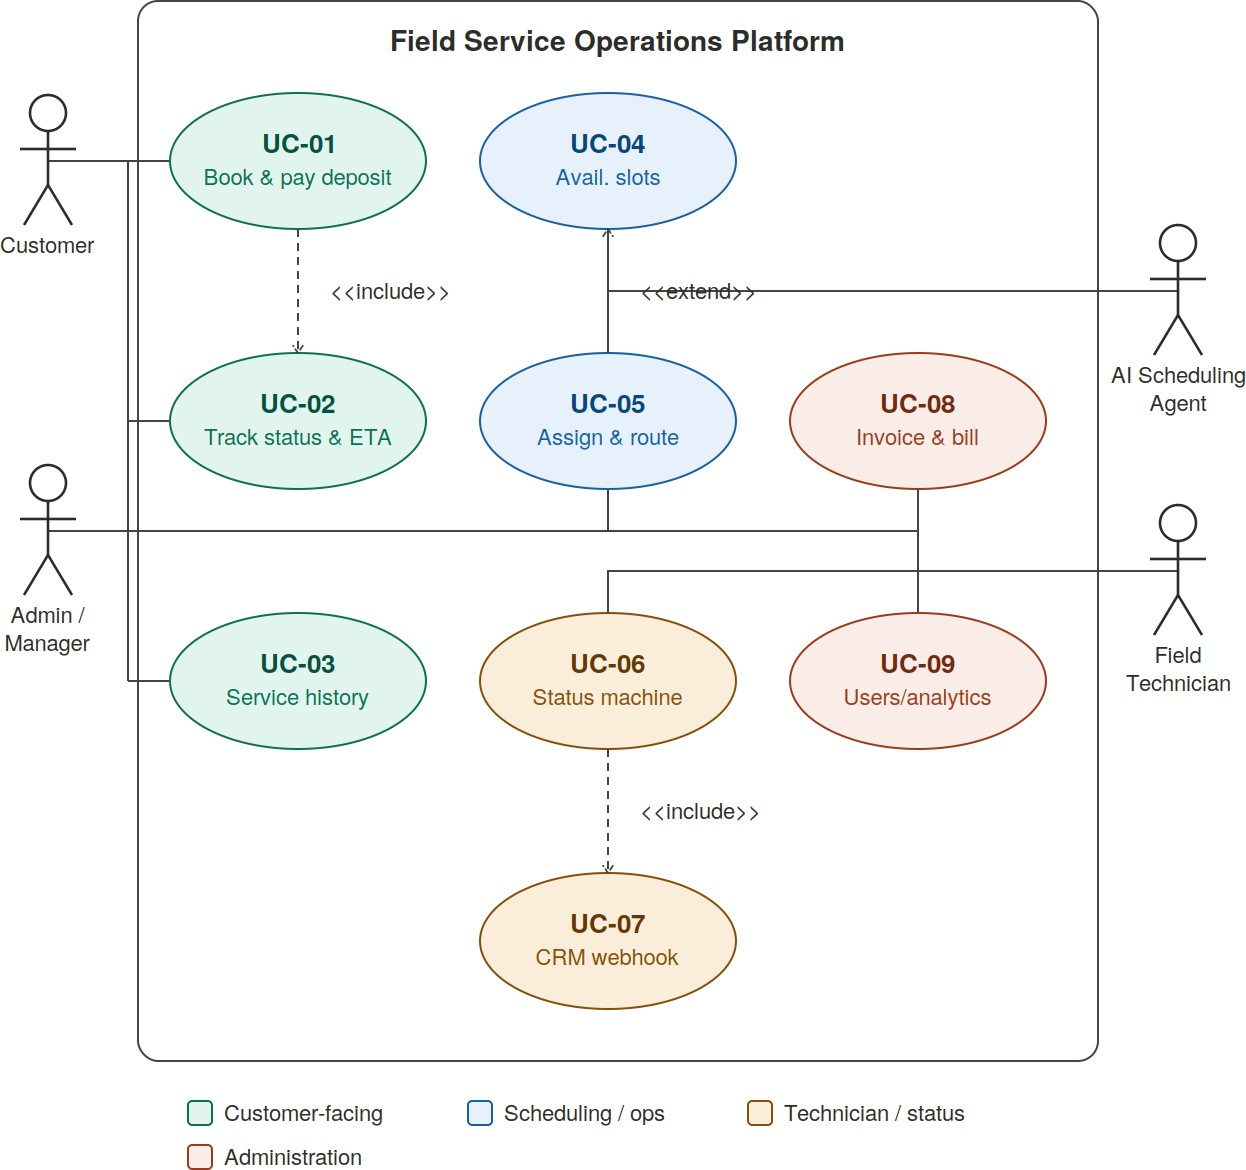 Field Service Operations Platform
UC-01
Book & pay deposit
UC-04
Avail. slots
Customer
<<include>>
<<extend>>
AI Scheduling
Agent
UC-02
Track status & ETA
UC-05
Assign & route
UC-08
Invoice & bill
Admin /
Manager
Field
Technician
UC-03
Service history
UC-06
Status machine
UC-09
Users/analytics
<<include>>
UC-07
CRM webhook
Customer-facing
Scheduling / ops
Technician / status
Administration